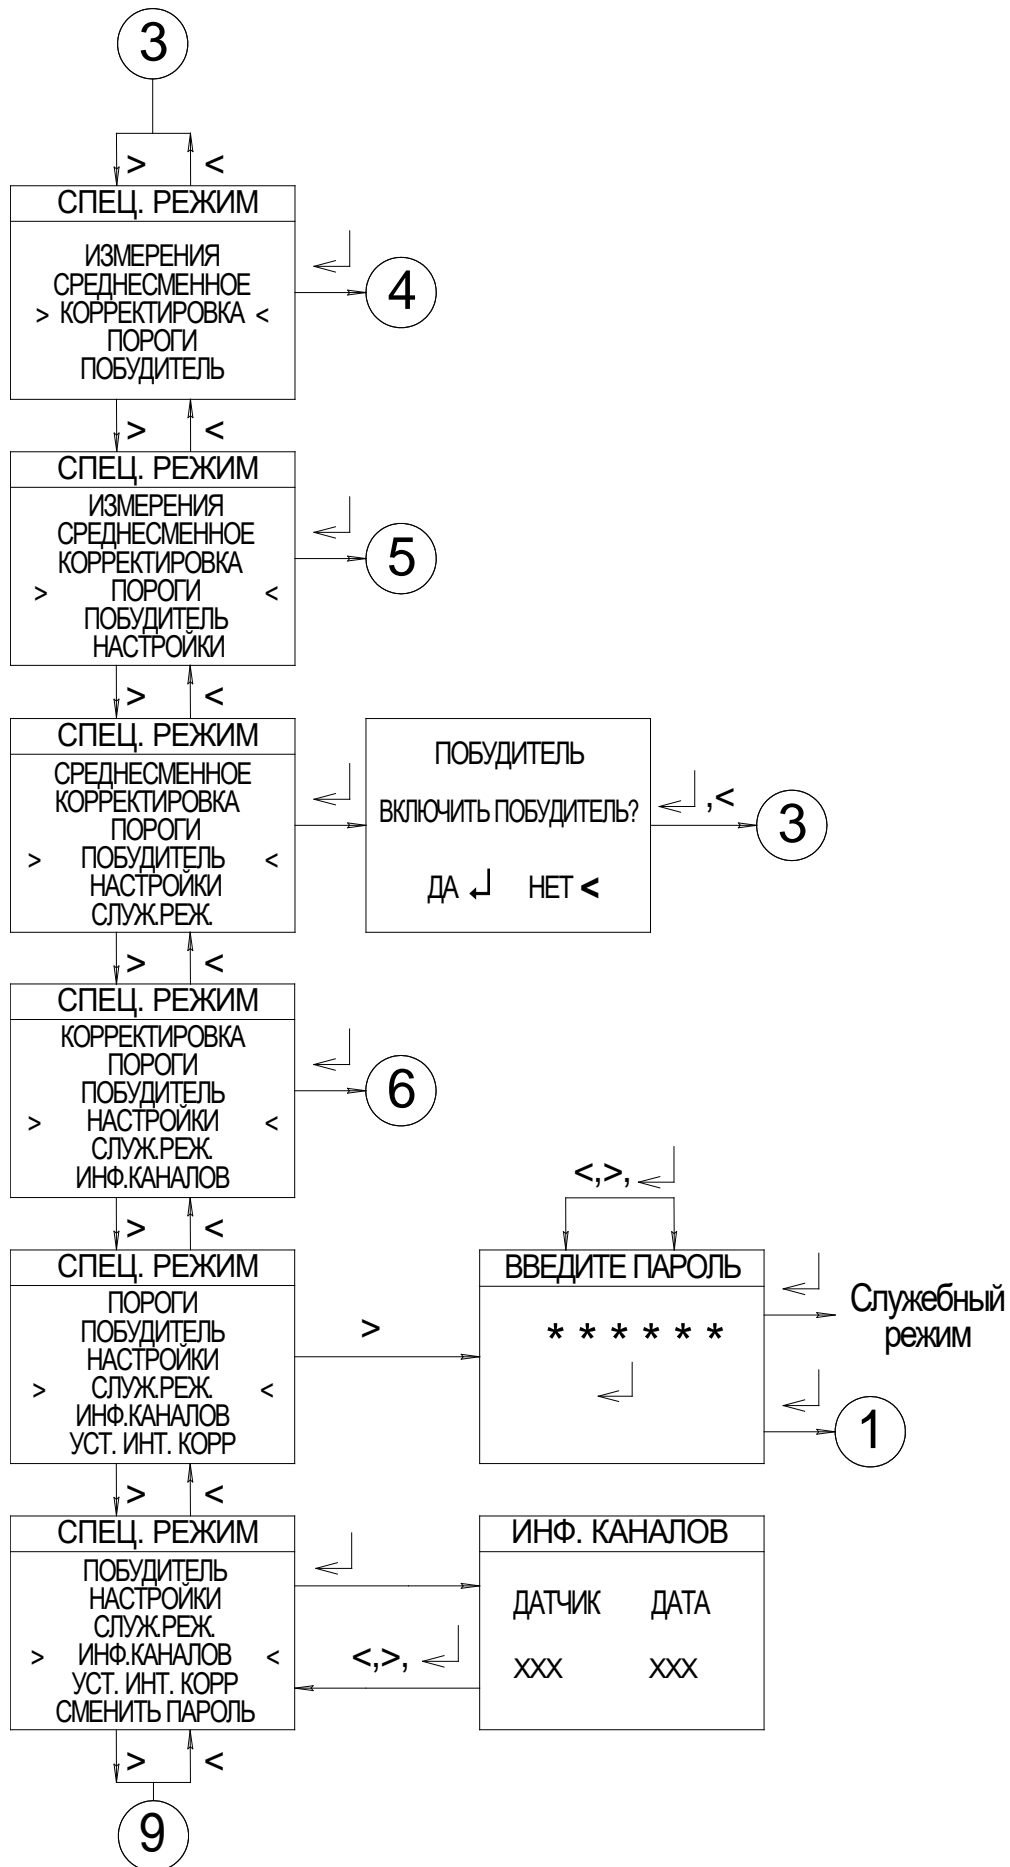 3
> <
СПЕЦ. РЕЖИМ
ИЗМЕРЕНИЯ
СРЕДНЕСМЕННОЕ
> КОРРЕКТИРОВКА <
ПОРОГИ
ПОБУДИТЕЛЬ
4
> <
СПЕЦ. РЕЖИМ
ИЗМЕРЕНИЯ
СРЕДНЕСМЕННОЕ
КОРРЕКТИРОВКА
> ПОРОГИ <
ПОБУДИТЕЛЬ
НАСТРОЙКИ
5
> <
СПЕЦ. РЕЖИМ
СРЕДНЕСМЕННОЕ
КОРРЕКТИРОВКА
ПОРОГИ
> ПОБУДИТЕЛЬ <
НАСТРОЙКИ
СЛУЖ.РЕЖ.
ПОБУДИТЕЛЬ
ВКЛЮЧИТЬ ПОБУДИТЕЛЬ?
ДА ↵ НЕТ <
↵ ,<
3
> <
СПЕЦ. РЕЖИМ
КОРРЕКТИРОВКА
ПОРОГИ
ПОБУДИТЕЛЬ
> НАСТРОЙКИ <
СЛУЖ.РЕЖ.
ИНФ.КАНАЛОВ
6
> <
СПЕЦ. РЕЖИМ
ПОРОГИ
ПОБУДИТЕЛЬ
НАСТРОЙКИ
> СЛУЖ.РЕЖ. <
ИНФ.КАНАЛОВ
УСТ. ИНТ. КОРР
>
<,>, ↵
ВВЕДИТЕ ПАРОЛЬ
* * * * * *
↵
Служебный
режим
1
> <
СПЕЦ. РЕЖИМ
ПОБУДИТЕЛЬ
НАСТРОЙКИ
СЛУЖ.РЕЖ.
> ИНФ.КАНАЛОВ <
УСТ. ИНТ. КОРР
СМЕНИТЬ ПАРОЛЬ
<,>, ↵
ИНФ. КАНАЛОВ
ДАТЧИК ДАТА
XXX XXX
> <
9